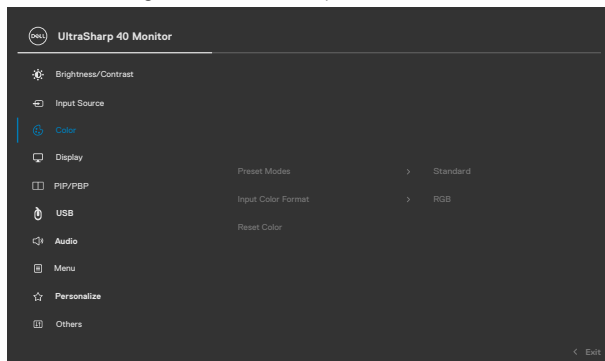 DELL UltraSharp 40 Monitor
Brightness/Contrast
Input Source
Color
Display
Preset Modes > Standard
PIP/PBP
Input Color Format > RGB
USB
Reset Color
Audio
Menu
Personalize
Others
< Exit